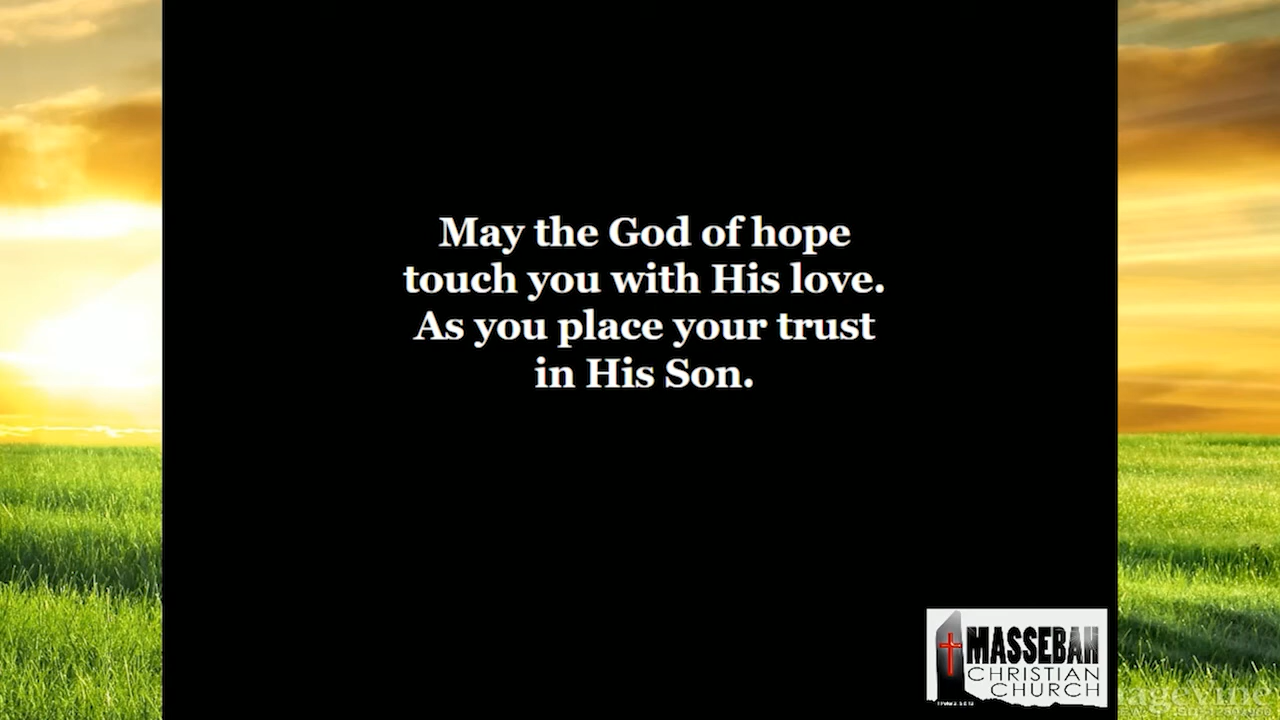 May the God of hope
touch you with His love.
As you place your trust
in His Son.
MASSEBAH
CHRISTIAN
CHURCH